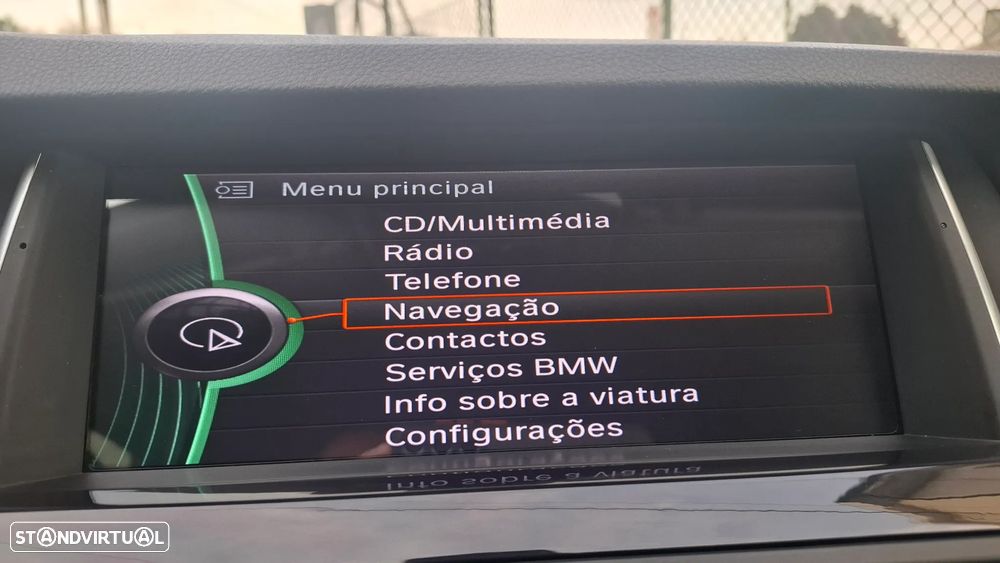 Menu principal
CD/Multimédia
Rádio
Telefone
Navegação
Contactos
Serviços BMW
Info sobre a viatura
Configurações
STANDVIRTUAL